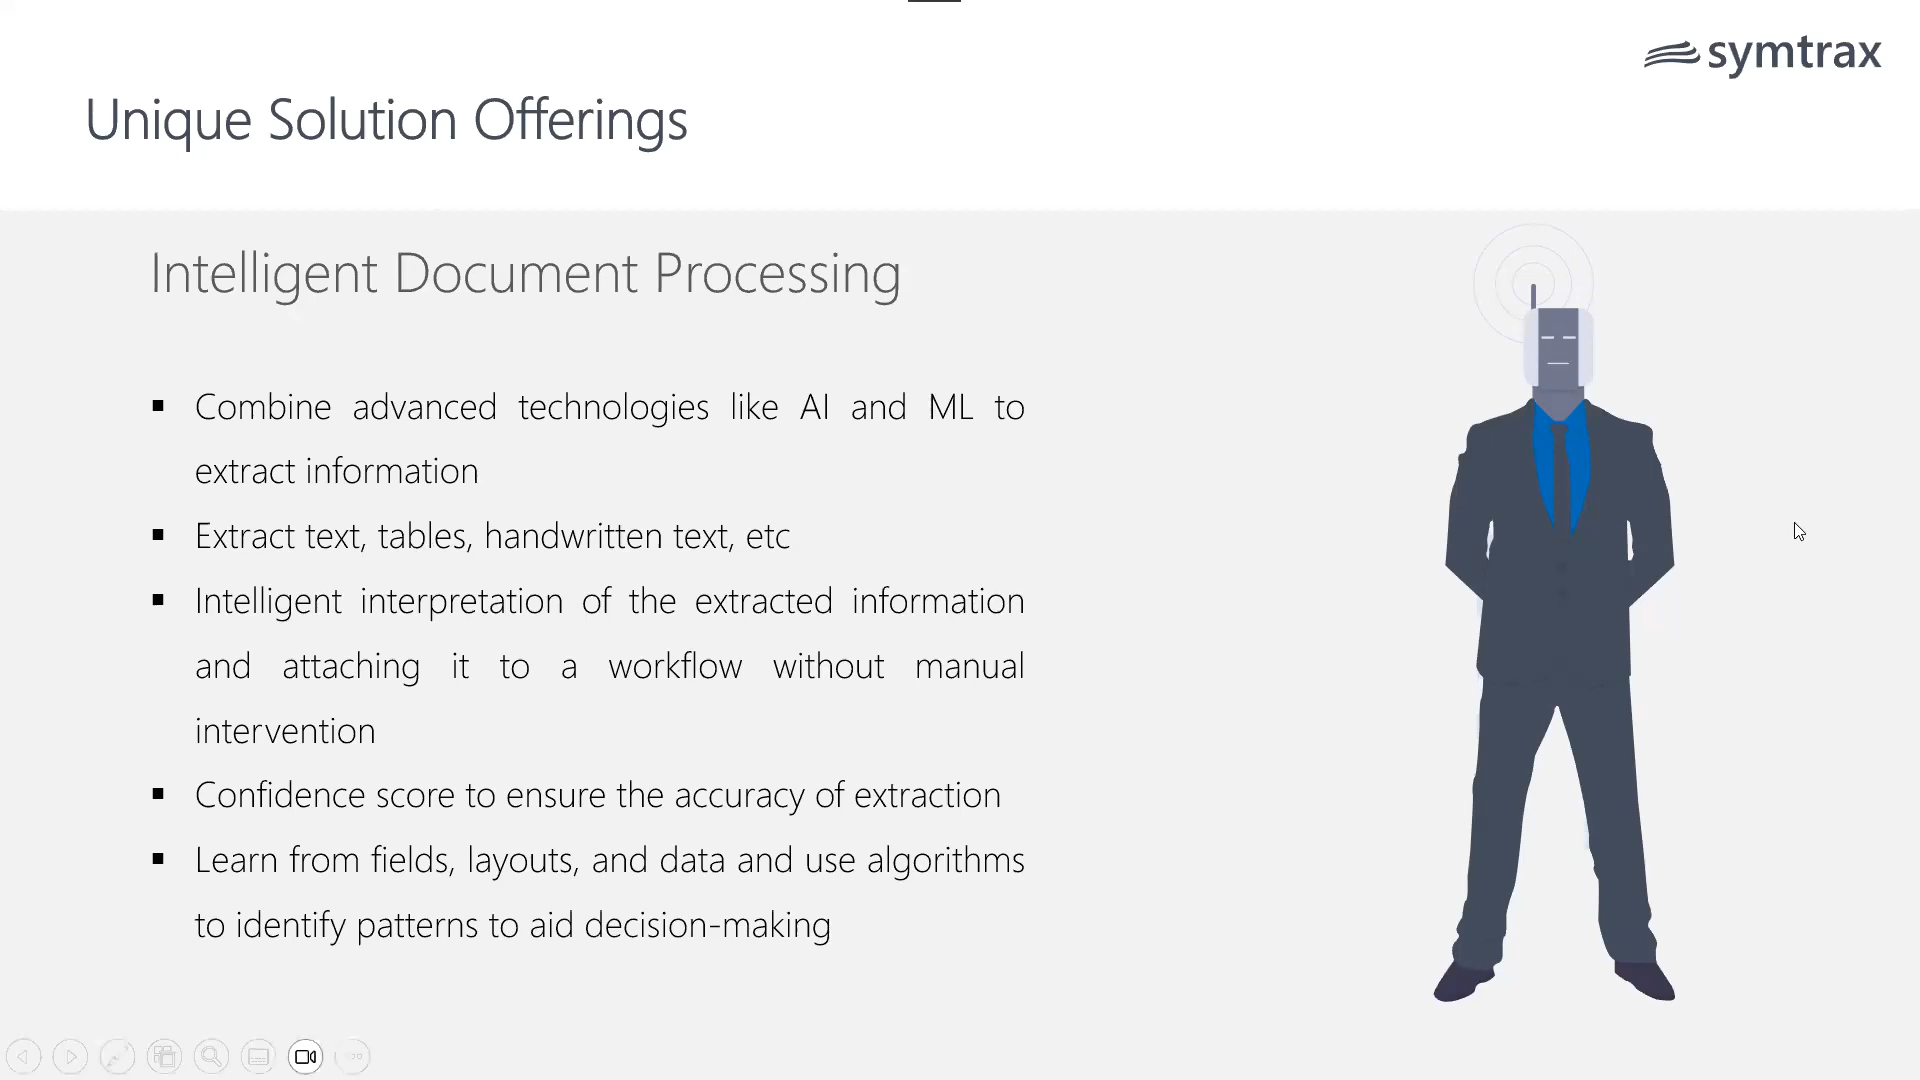 symtrax
Unique Solution Offerings
Intelligent Document Processing
▪ Combine advanced technologies like AI and ML to
extract information
▪ Extract text, tables, handwritten text, etc
▪ Intelligent interpretation of the extracted information
and attaching it to a workflow without manual
intervention
▪ Confidence score to ensure the accuracy of extraction
▪ Learn from fields, layouts, and data and use algorithms
to identify patterns to aid decision-making